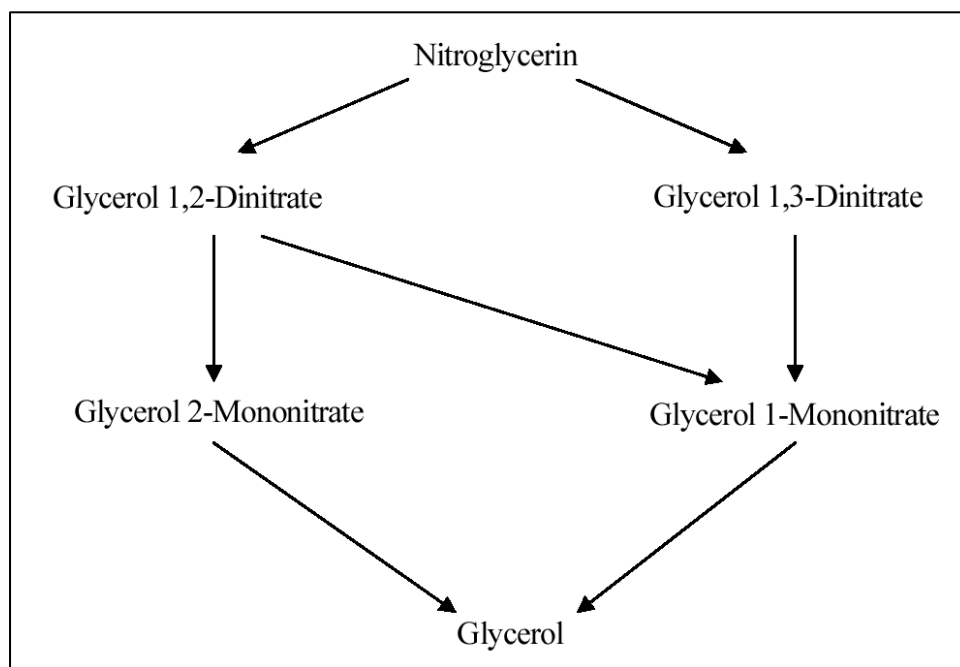 Nitroglycerin
Glycerol 1,2-Dinitrate
Glycerol 1,3-Dinitrate
Glycerol 2-Mononitrate
Glycerol 1-Mononitrate
Glycerol